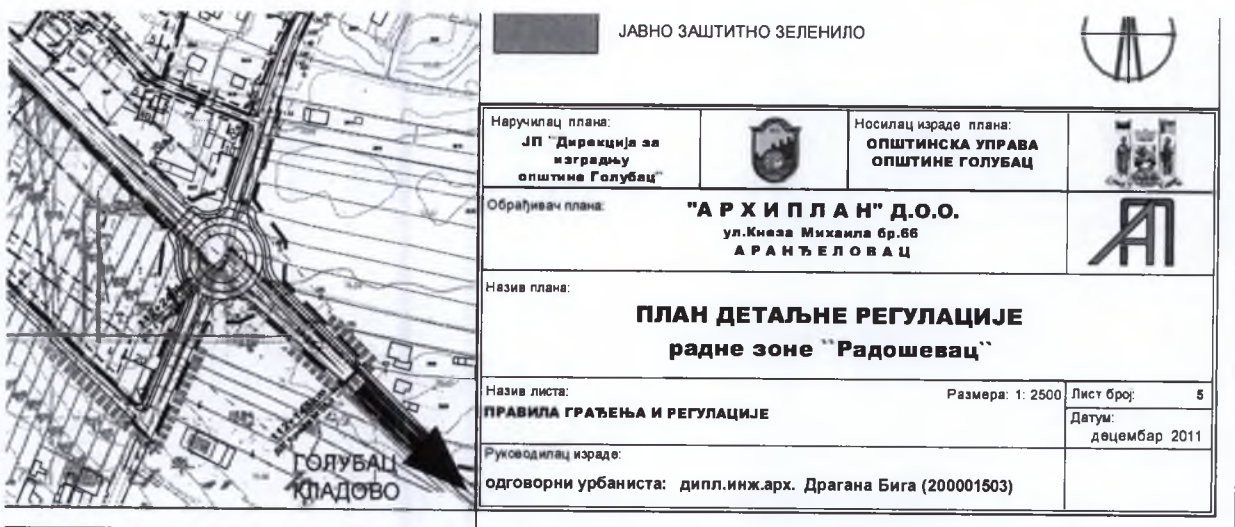 ЈАВНО ЗАШТИТНО ЗЕЛЕНИЛО
Наручилац плана:
ЈП "Дирекција за
изградњу
општине Голубац"
Носилац израде плана:
ОПШТИНСКА УПРАВА
ОПШТИНЕ ГОЛУБАЦ
Обрађивач плана:
"А Р Х И П Л А Н" Д.О.О.
ул.Кнеза Михаила бр.66
А Р А Н Ђ Е Л О В А Ц
Назив плана:
ПЛАН ДЕТАЉНЕ РЕГУЛАЦИЈЕ
радне зоне ``Радошевац``
Назив листа:
Размера: 1: 2500
Лист број: 5
ПРАВИЛА ГРАЂЕЊА И РЕГУЛАЦИЈЕ
Датум:
децембар 2011
Руководилац израде:
одговорни урбаниста: дипл.инж.арх. Драгана Бига (200001503)
ГОЛУБАЦ
КЛАДОВО